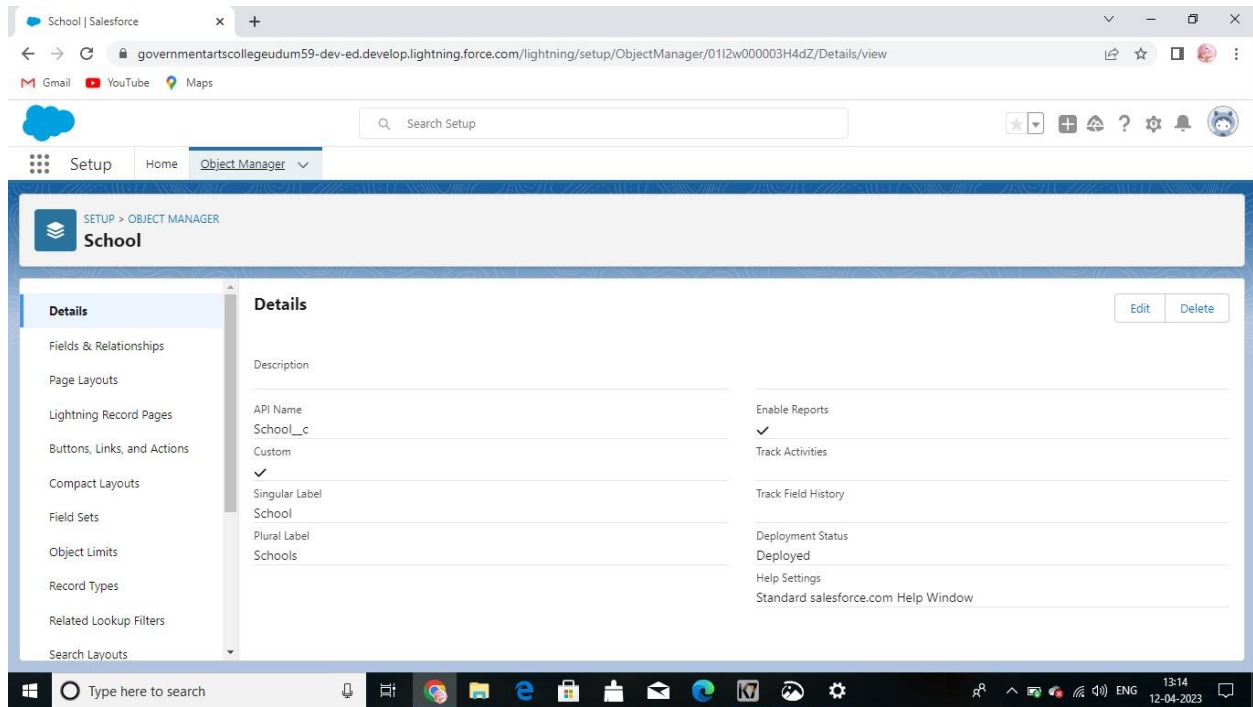 School | Salesforce
governmentartscollegeudum59-dev-ed.develop.lightning.force.com/lightning/setup/ObjectManager/01I2w000003H4dZ/Details/view
Gmail YouTube Maps
Search Setup
Setup Home Object Manager
SETUP > OBJECT MANAGER
School
Details
Fields & Relationships
Page Layouts
Lightning Record Pages
Buttons, Links, and Actions
Compact Layouts
Field Sets
Object Limits
Record Types
Related Lookup Filters
Search Layouts
Details
Edit Delete
Description
API Name
School__c
Custom
Singular Label
School
Plural Label
Schools
Enable Reports
Track Activities
Track Field History
Deployment Status
Deployed
Help Settings
Standard salesforce.com Help Window
Type here to search
ENG
13:14
12-04-2023